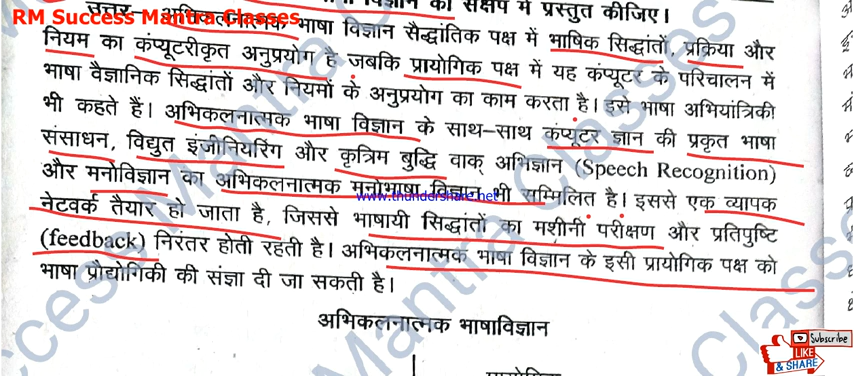 विज्ञान को संक्षेप में प्रस्तुत कीजिए।
RM Success Mantra Classes
उत्तर– अभिकलनात्मक भाषा विज्ञान सैद्धांतिक पक्ष में भाषिक सिद्धांतों, प्रक्रिया और
नियम का कंप्यूटरीकृत अनुप्रयोग है जबकि प्रायोगिक पक्ष में यह कंप्यूटर के परिचालन में
भाषा वैज्ञानिक सिद्धांतों और नियमों के अनुप्रयोग का काम करता है। इसे भाषा अभियांत्रिकी
भी कहते हैं। अभिकलनात्मक भाषा विज्ञान के साथ–साथ कंप्यूटर ज्ञान की प्रकृत भाषा
संसाधन, विद्युत इंजीनियरिंग और कृत्रिम बुद्धि वाक् अभिज्ञान (Speech Recognition)
और मनोविज्ञान का अभिकलनात्मक मनोभाषा विज्ञान भी सम्मिलित है। इससे एक व्यापक
www.thundershare.net
नेटवर्क तैयार हो जाता है, जिससे भाषायी सिद्धांतों का मशीनी परीक्षण और प्रतिपुष्टि
(feedback) निरंतर होती रहती है। अभिकलनात्मक भाषा विज्ञान के इसी प्रायोगिक पक्ष को
भाषा प्रौद्योगिकी की संज्ञा दी जा सकती है।
अभिकलनात्मक भाषाविज्ञान
Subscribe
LIKE
& SHARE